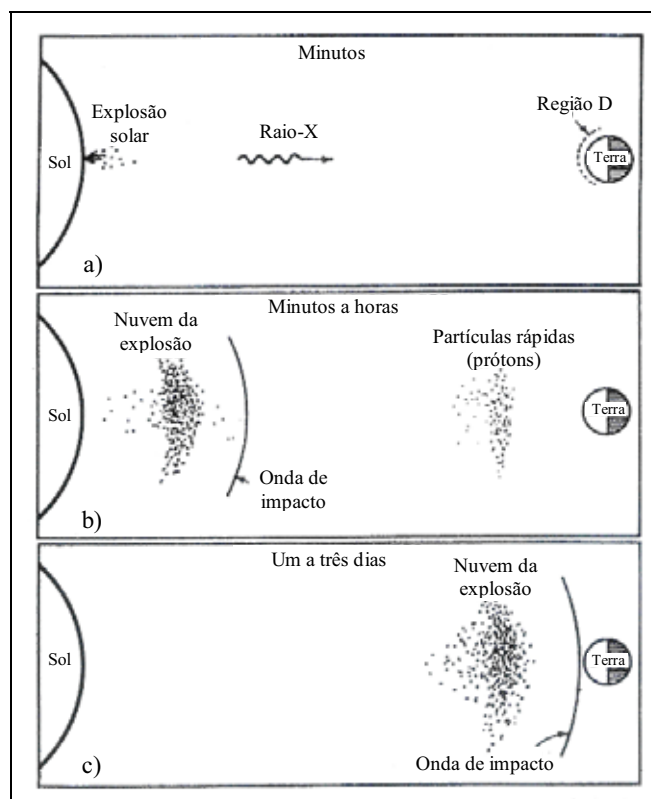 Minutos
Explosão
solar
Raio-X
Região D
Sol
Terra
a)
Minutos a horas
Nuvem da
explosão
Partículas rápidas
(prótons)
Sol
Terra
Onda de
impacto
b)
Um a três dias
Nuvem da
explosão
Sol
Terra
Onda de impacto
c)